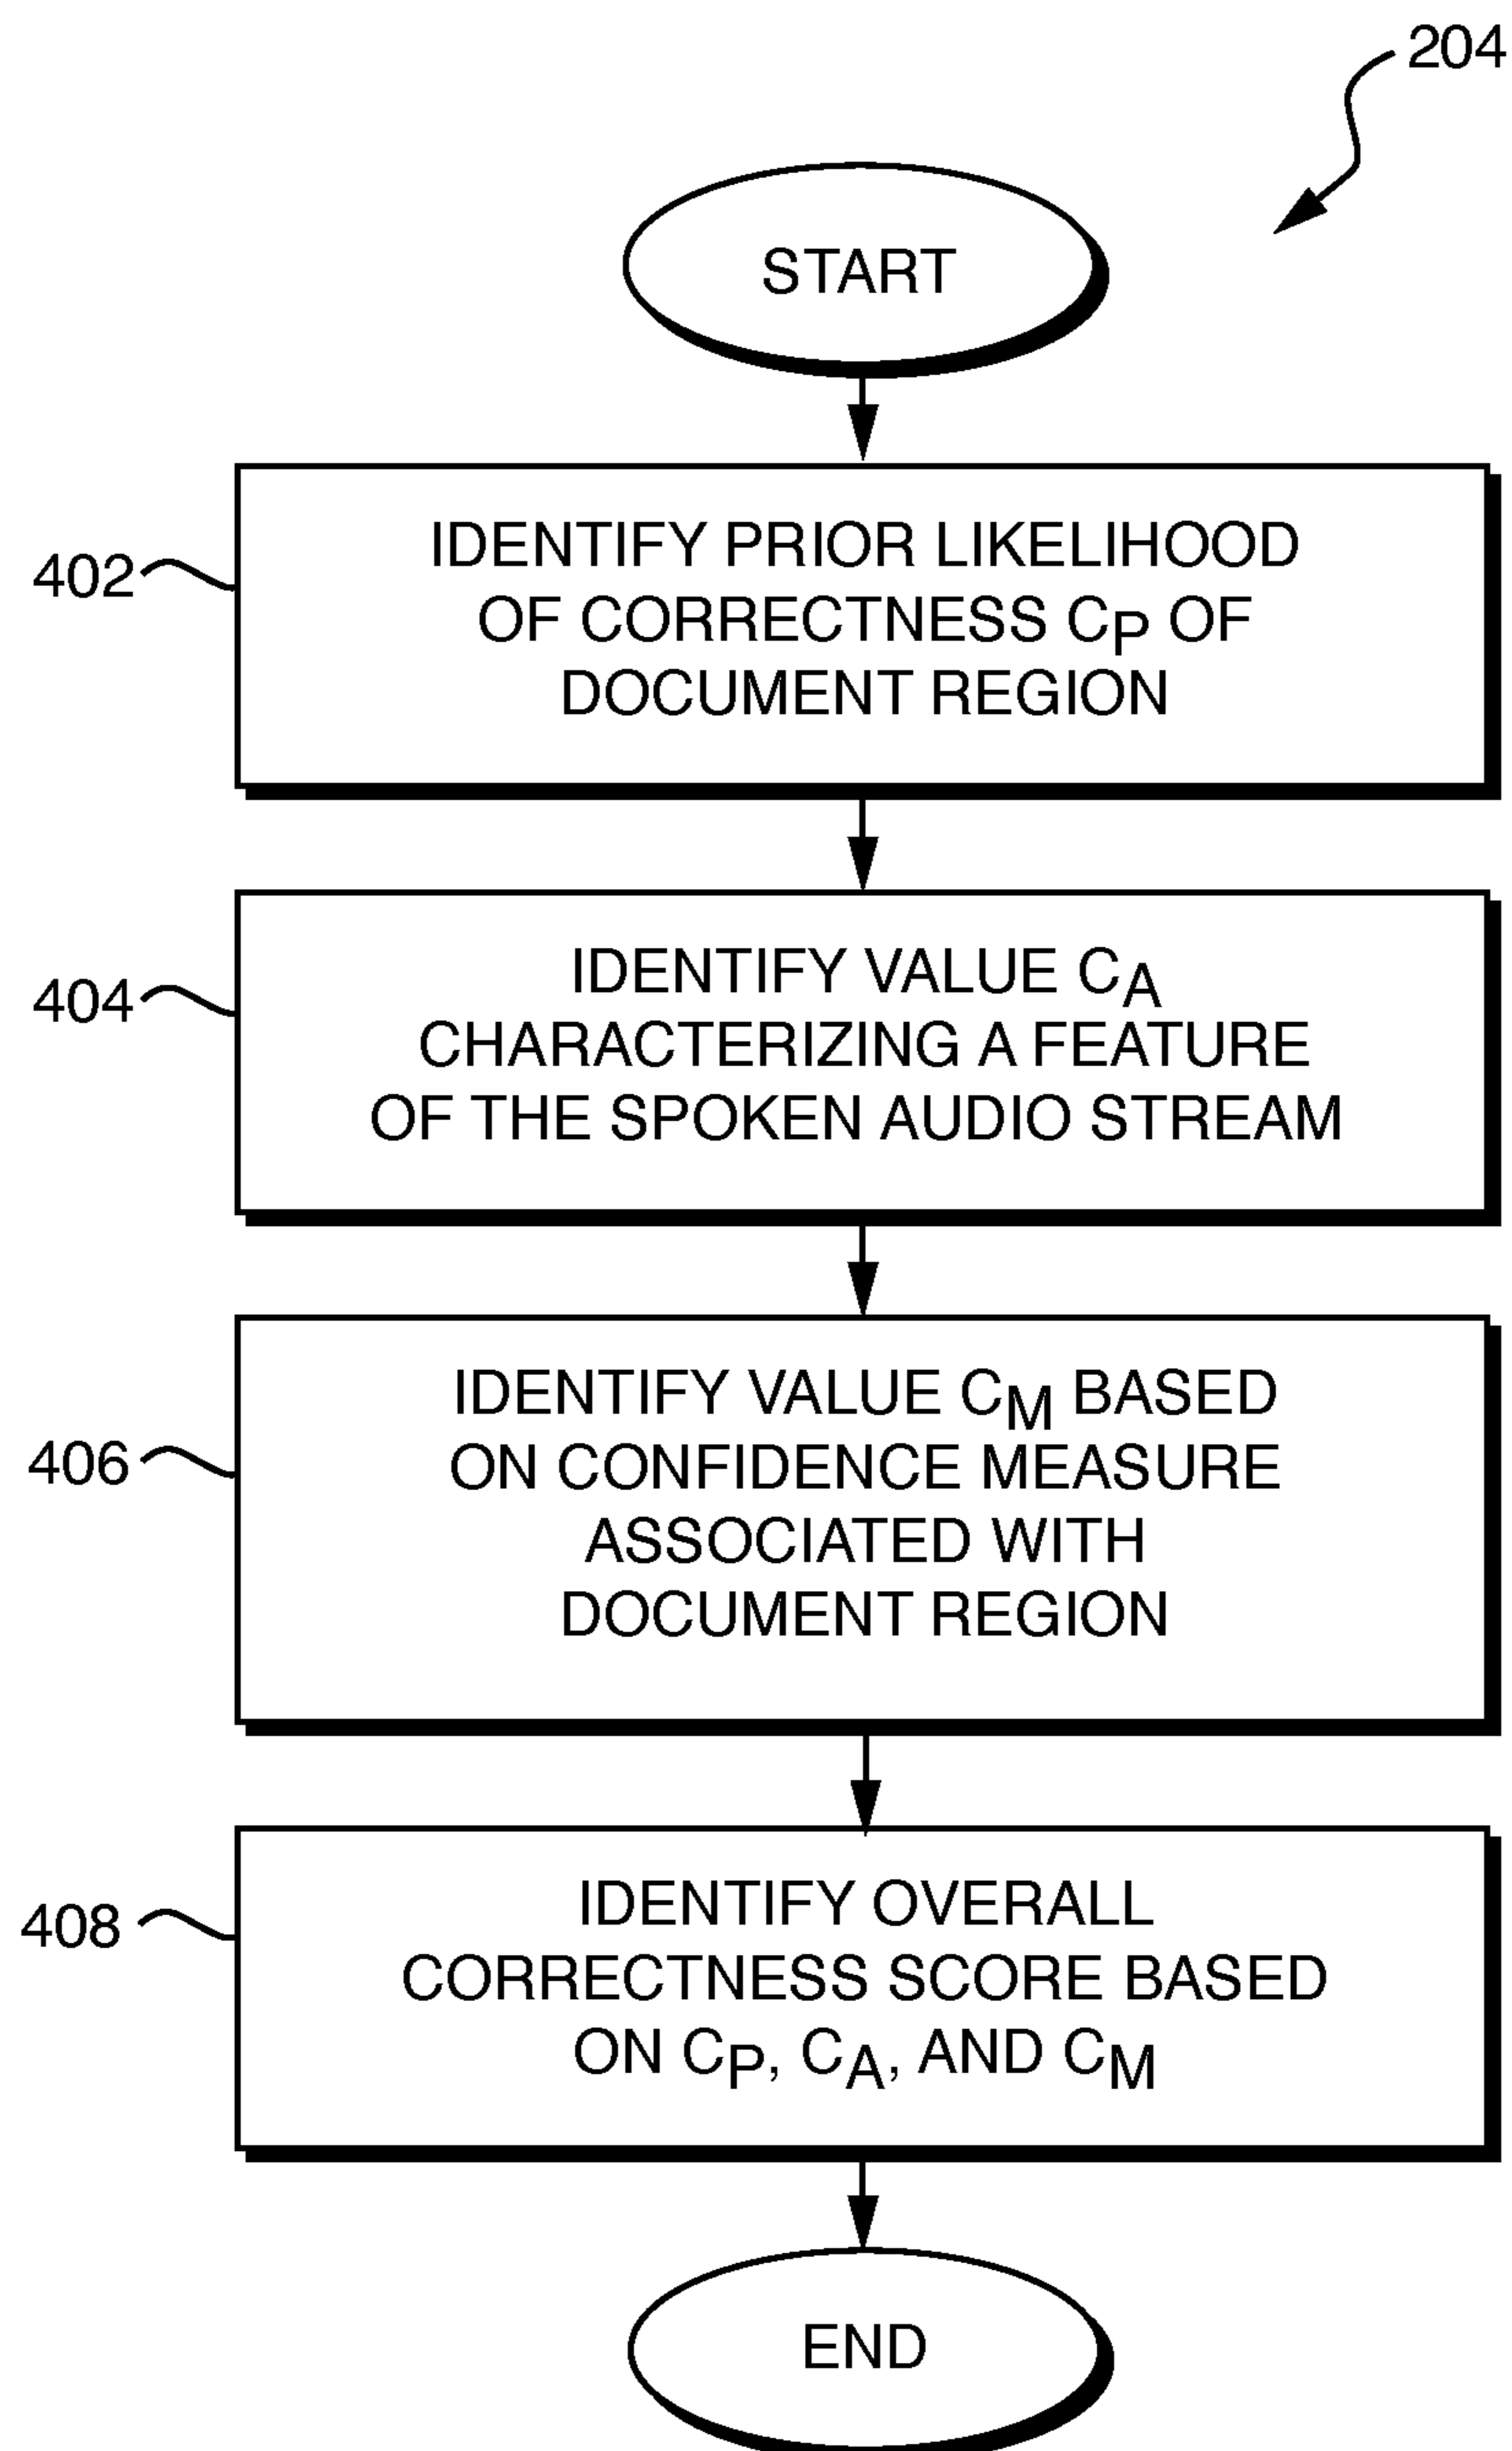 204
START
402
IDENTIFY PRIOR LIKELIHOOD
OF CORRECTNESS CP OF
DOCUMENT REGION
404
IDENTIFY VALUE CA
CHARACTERIZING A FEATURE
OF THE SPOKEN AUDIO STREAM
406
IDENTIFY VALUE CM BASED
ON CONFIDENCE MEASURE
ASSOCIATED WITH
DOCUMENT REGION
408
IDENTIFY OVERALL
CORRECTNESS SCORE BASED
ON CP, CA, AND CM
END